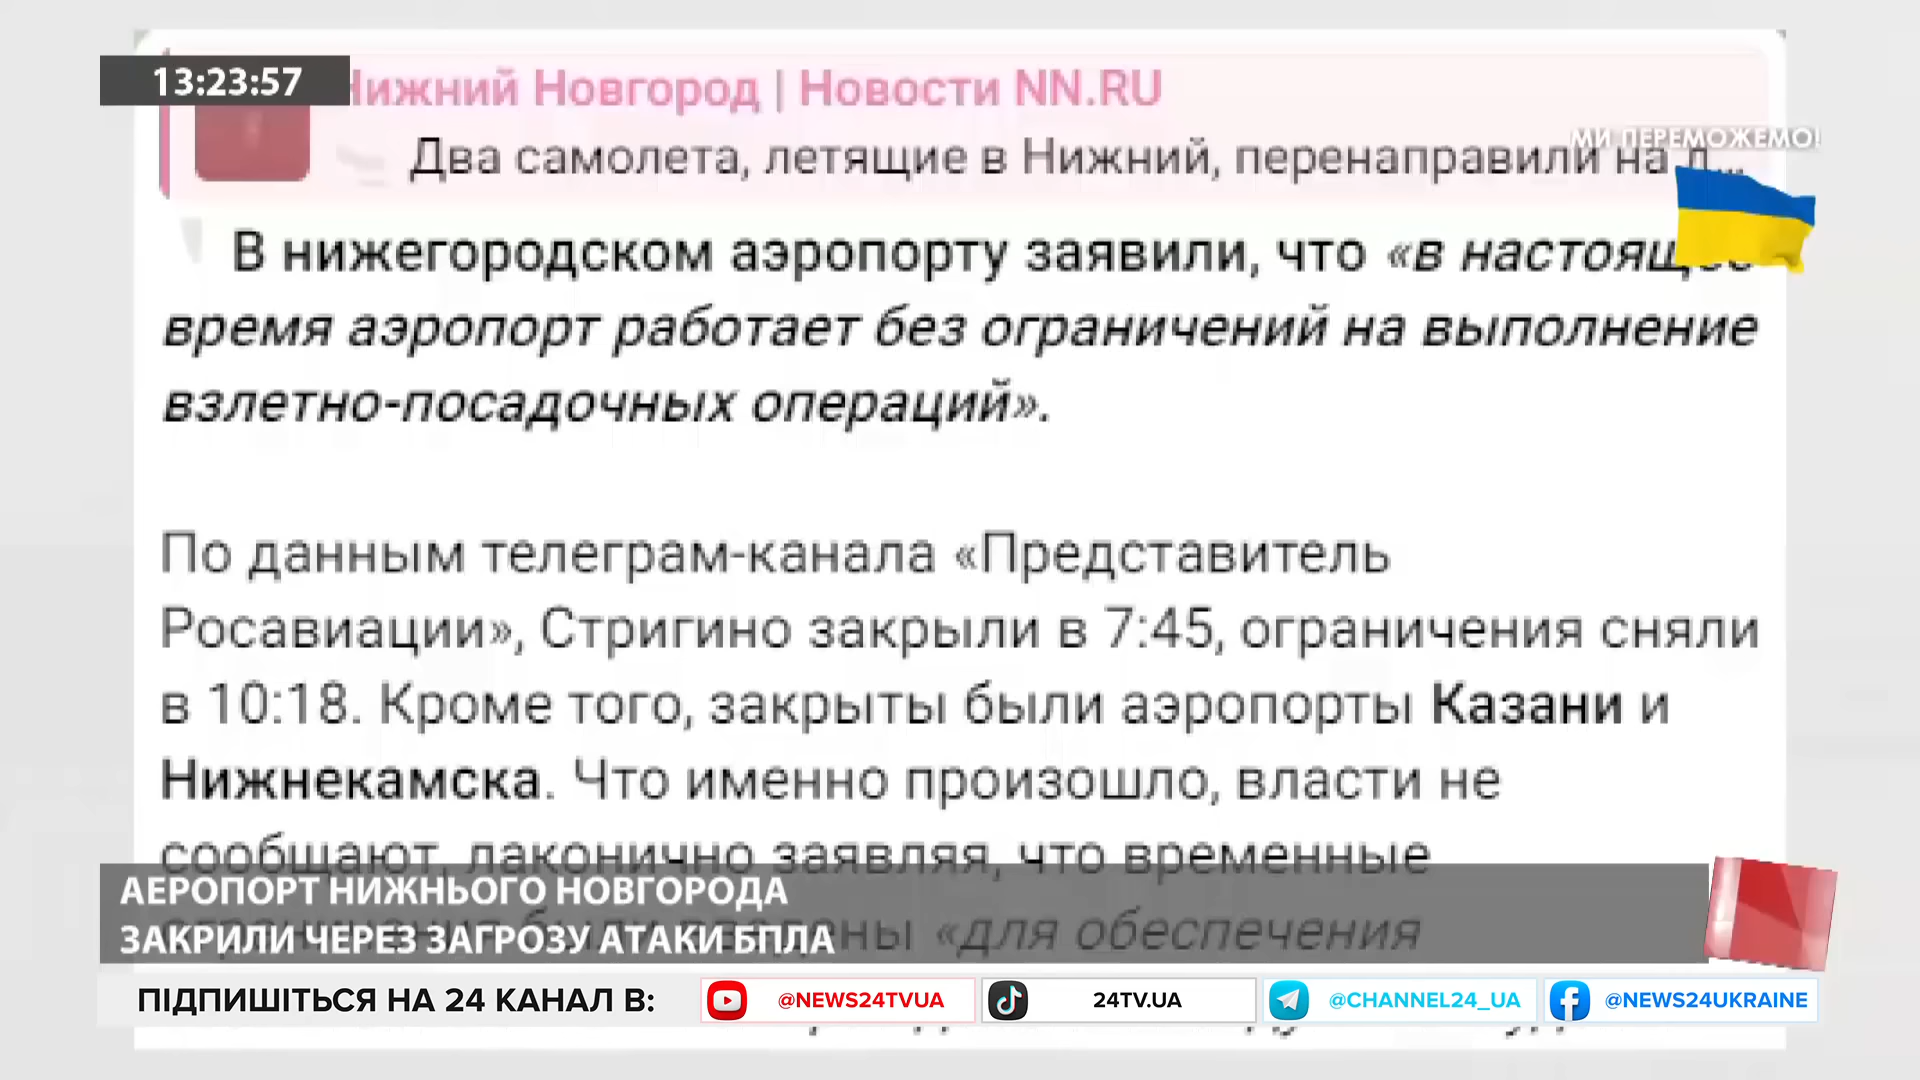 13:23:57
Нижний Новгород | Новости NN.RU
Два самолета, летящие в Нижний, перенаправили на д...
МИ ПЕРЕМОЖЕМО!
В нижегородском аэропорту заявили, что «в настоящее
время аэропорт работает без ограничений на выполнение
взлетно-посадочных операций».
По данным телеграм-канала «Представитель
Росавиации», Стригино закрыли в 7:45, ограничения сняли
в 10:18. Кроме того, закрыты были аэропорты Казани и
Нижнекамска. Что именно произошло, власти не
сообщают, лаконично заявляя, что временные
«для обеспечения
АЕРОПОРТ НИЖНЬОГО НОВГОРОДА
ЗАКРИЛИ ЧЕРЕЗ ЗАГРОЗУ АТАКИ БПЛА
ПІДПИШІТЬСЯ НА 24 КАНАЛ В: @NEWS24TVUA 24TV.UA @CHANNEL24_UA @NEWS24UKRAINE